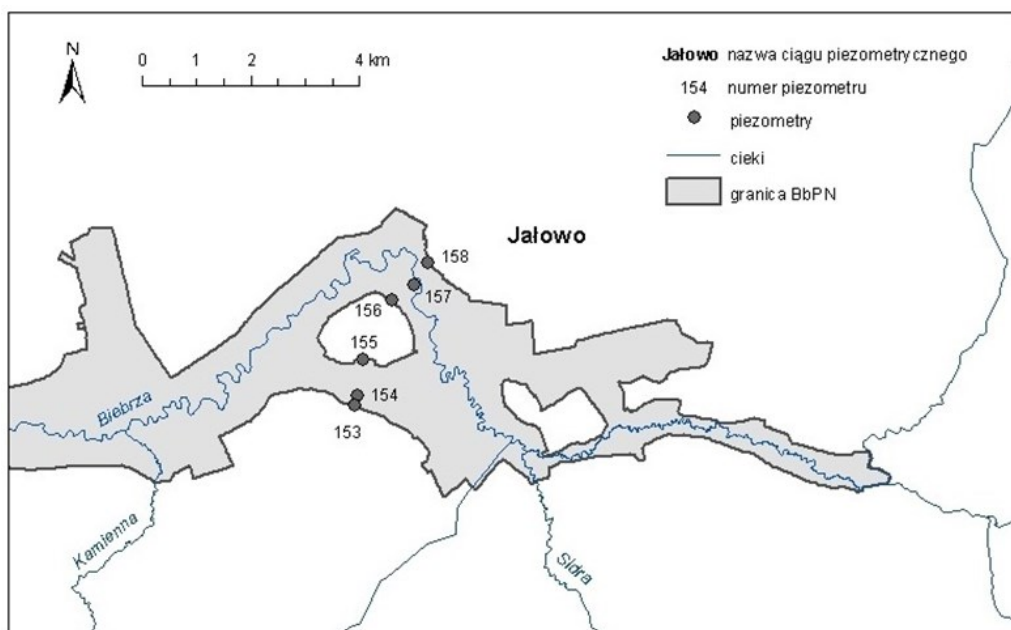 N
0 1 2 4 km
Jałowo nazwa ciągu piezometrycznego
154 numer piezometru
piezometry
cieki
granica BbPN
Jałowo
158
157
156
155
154
153
Biebrza
Kamienna
Sidra